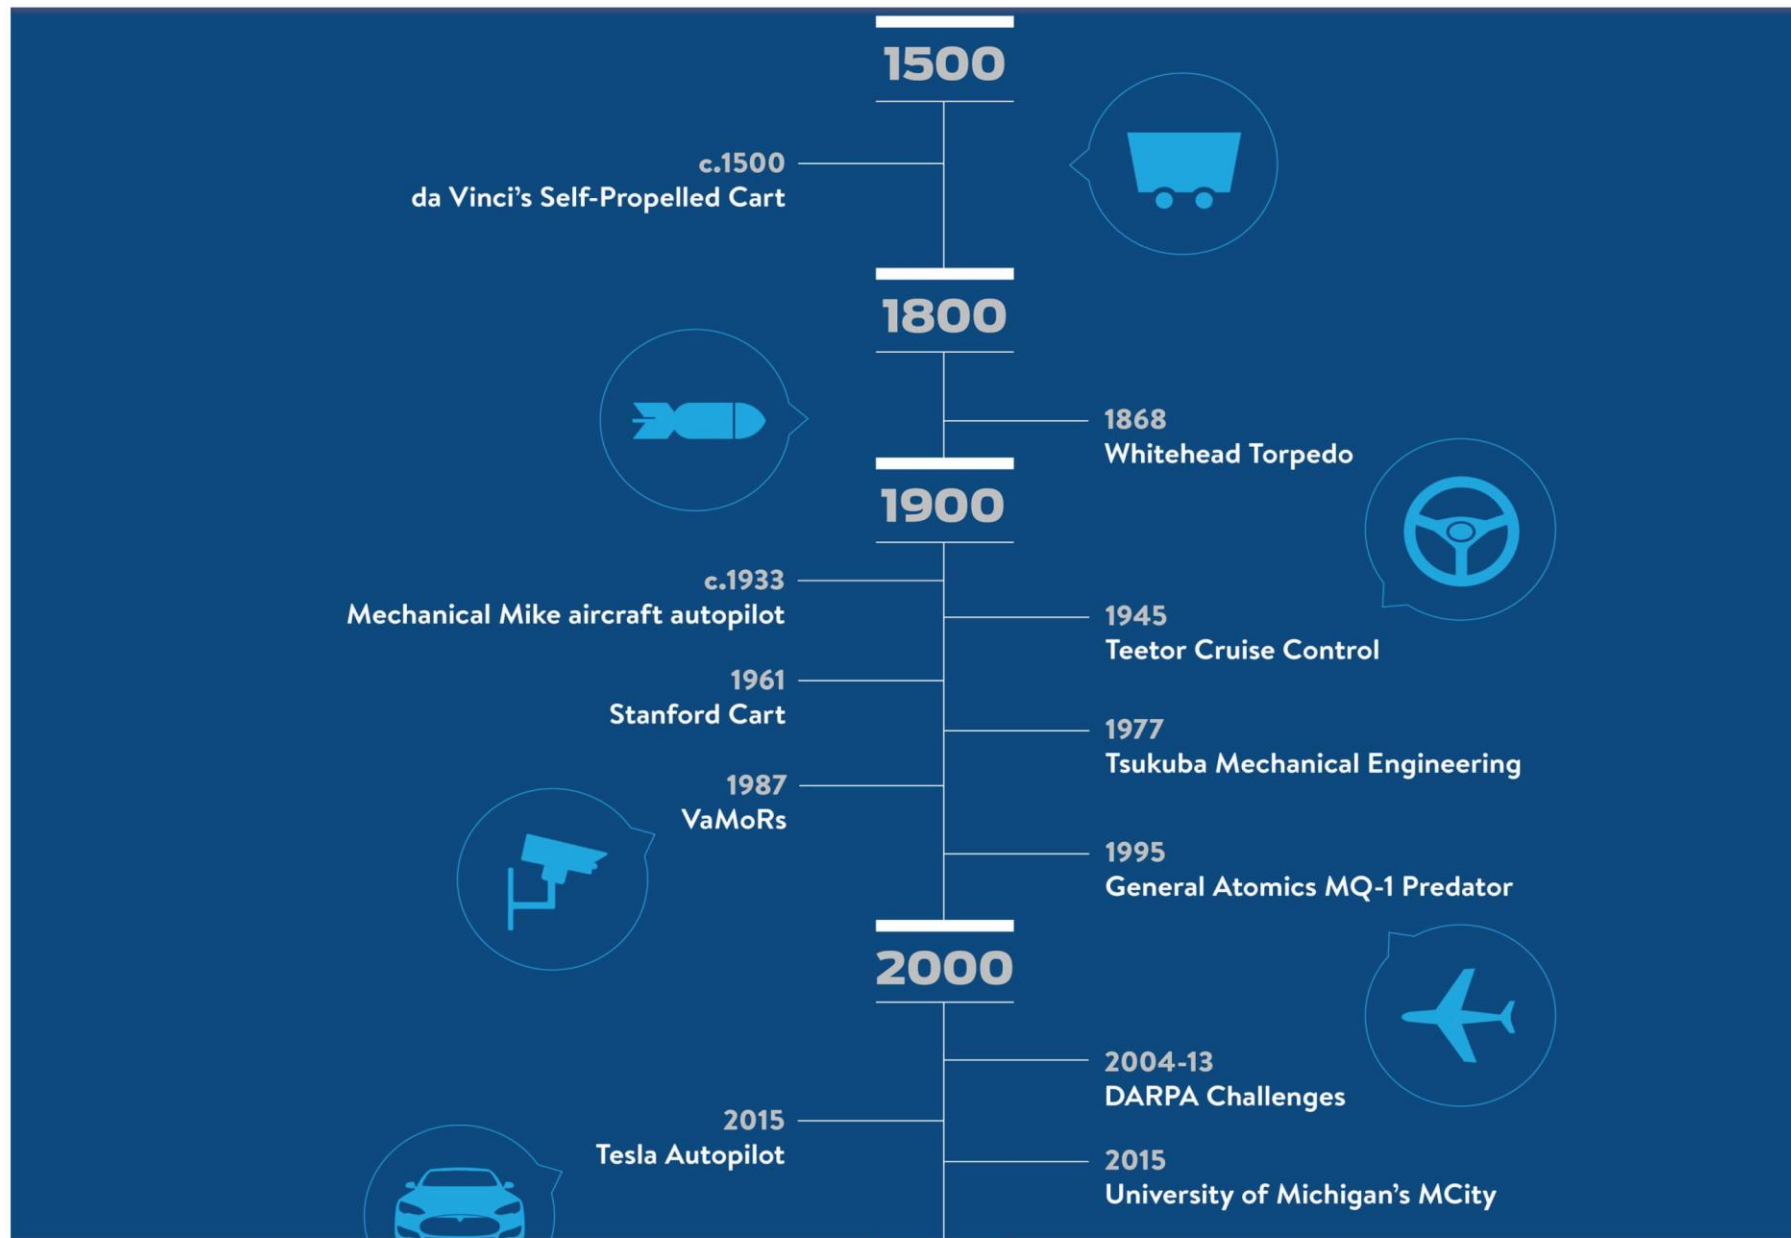 1500
c.1500
da Vinci’s Self-Propelled Cart
1800
1868
Whitehead Torpedo
1900
c.1933
Mechanical Mike aircraft autopilot
1945
Teetor Cruise Control
1961
Stanford Cart
1977
Tsukuba Mechanical Engineering
1987
VaMoRs
1995
General Atomics MQ-1 Predator
2000
2004-13
DARPA Challenges
2015
Tesla Autopilot
2015
University of Michigan’s MCity